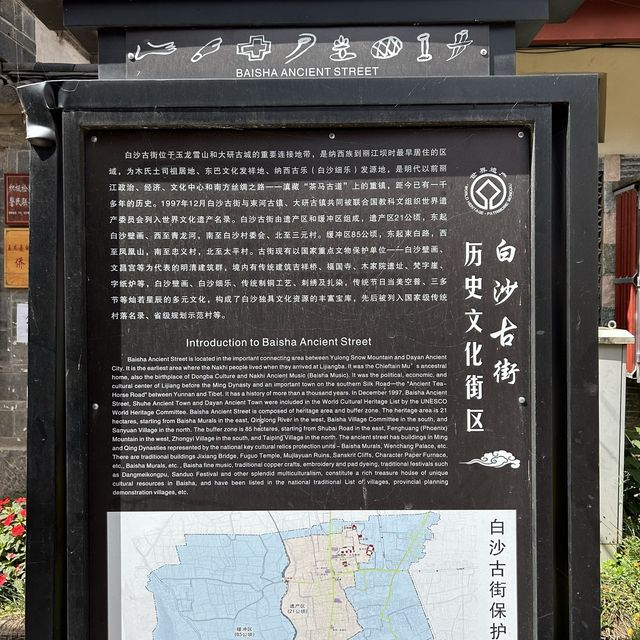 BAISHA ANCIENT STREET
白沙古街位于玉龙雪山和大研古城的重要连接地带，是纳西族到丽江坝时最早居住的区
域，为木氏土司祖居地、东巴文化发祥地、纳西古乐（白沙细乐）发源地，是明代以前丽
江政治、经济、文化中心和南方丝绸之路——滇藏“茶马古道”上的重镇，距今已有一千
多年的历史。1997年12月白沙古街与束河古镇、大研古镇共同被联合国教科文组织世界遗
产委员会列入世界文化遗产名录。白沙古街由遗产区和缓冲区组成，遗产区21公顷，东起
白沙壁画、西至青龙河，南至白沙村委会、北至三元村。缓冲区85公顷，东起束白路，西
至凤凰山，南至忠义村，北至太平村。古街现有以国家重点文物保护单位——白沙壁画、
文昌宫等为代表的明清建筑群，境内有传统建筑吉祥桥、福国寺、木家院遗址、梵字崖、
字纸炉等，白沙壁画、白沙细乐、传统制铜工艺、刺绣及扎染，传统节日当美空普、三多
节等灿若星辰的多元文化，构成了白沙独具文化资源的丰富宝库，先后被列入国家级传统
村落名录、省级规划示范村等。
世界遗产
WORLD HERITAGE • PATRIMOINE MONDIAL
白沙古街
历史文化街区
Introduction to Baisha Ancient Street
Baisha Ancient Street is located in the important connecting area between Yulong Snow Mountain and Dayan Ancient
City. It is the earliest area where the Nakhi people lived when they arrived at Lijiangba. It was the Chieftain Mu’s ancestral
home, also the birthplace of Dongba Culture and Nakhi Ancient Music (Baisha Music). It was the political, economic, and
cultural center of Lijiang before the Ming Dynasty and an important town on the southern Silk Road—the "Ancient Tea-
Horse Road" between Yunnan and Tibet. It has a history of more than a thousand years. In December 1997, Baisha Ancient
Street, Shuhe Ancient Town and Dayan Ancient Town were included in the World Cultural Heritage List by the UNESCO
World Heritage Committee. Baisha Ancient Street is composed of heritage area and buffer zone. The heritage area is 21
hectares, starting from Baisha Murals in the east, Qinglong River in the west, Baisha Village Committee in the south, and
Sanyuan Village in the north. The buffer zone is 85 hectares, starting from Shubai Road in the east, Fenghuang (Phoenix)
Mountain in the west, Zhongyi Village in the south, and Taiping Village in the north. The ancient street has buildings in Ming
and Qing Dynasties represented by the national key cultural relics protection units – Baisha Murals, Wenchang Palace, etc.
There are traditional buildings Jixiang Bridge, Fuguo Temple, Mujiayuan Ruins, Sanskrit Cliffs, Character Paper Furnace,
etc., Baisha Murals, etc., Baisha fine music, traditional copper crafts, embroidery and pad dyeing, traditional festivals such
as Dangmeikongpu, Sanduo Festival and other splendid multiculturalism, constitute a rich treasure house of unique
cultural resources in Baisha, and have been listed in the national traditional List of villages, provincial planning
demonstration villages, etc.
白沙古街保护
遗产区
(21公顷)
缓冲区
(85公顷)
侨